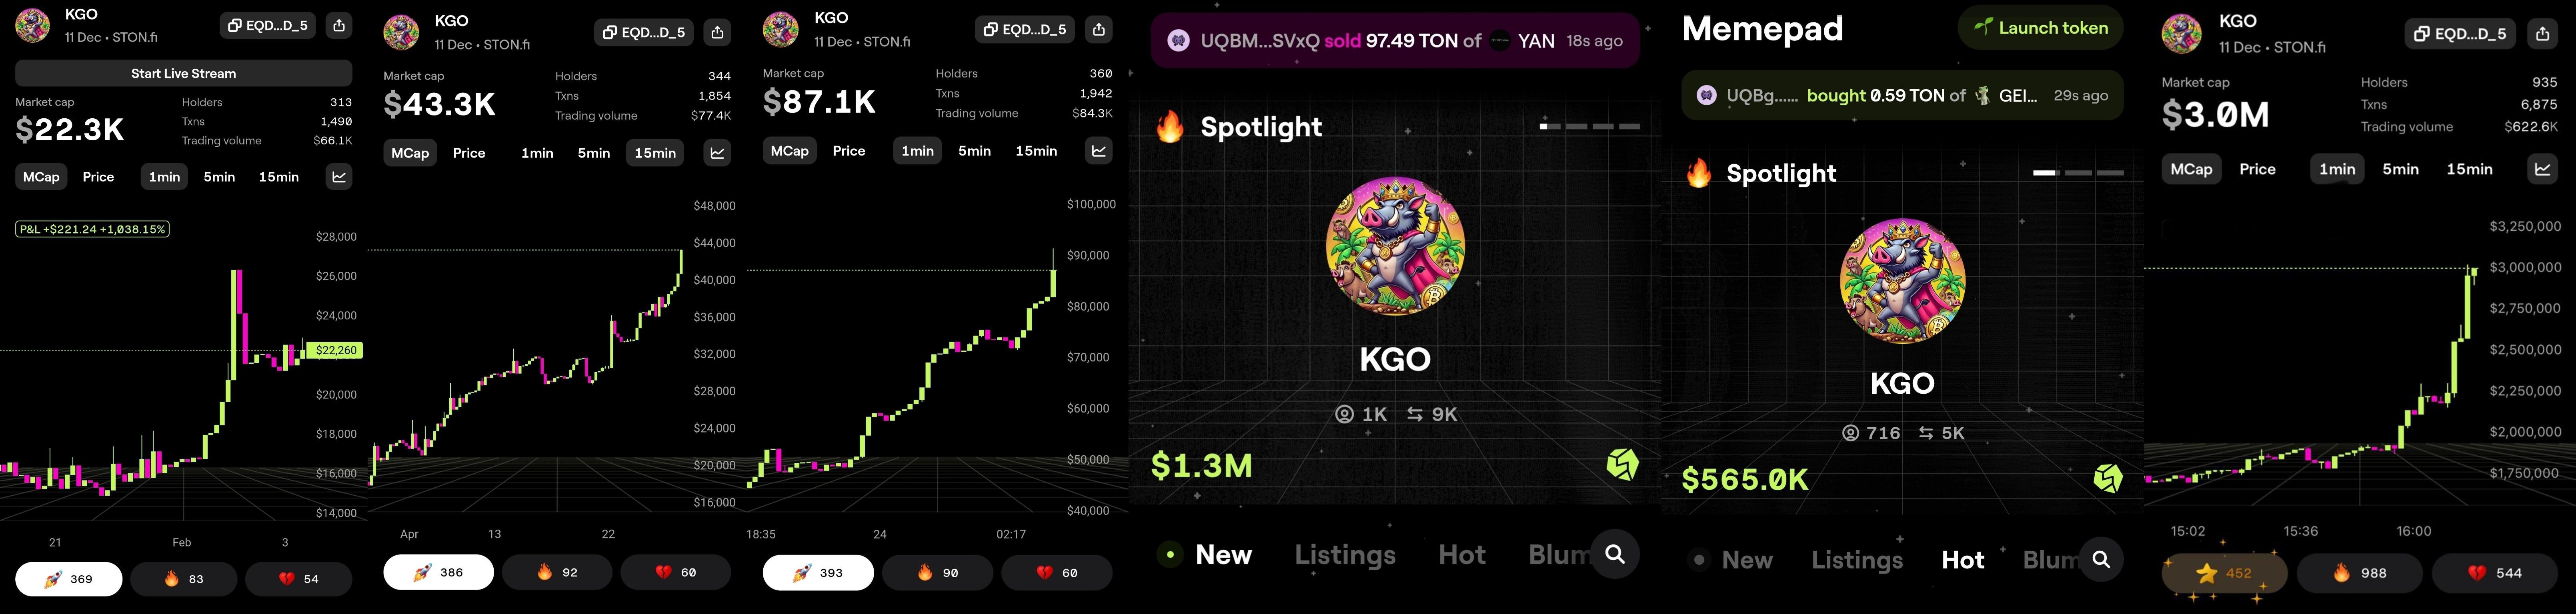 KGO
11 Dec • STON.fi
EQD...D_5
Start Live Stream
Market cap
$22.3K
Holders 313
Txns 1,490
Trading volume $66.1K
MCap Price 1min 5min 15min
P&L +$221.24 +1,038.15%
$28,000
$26,000
$24,000
$22,260
$20,000
$18,000
$16,000
$14,000
21 Feb 3
369 83 54
KGO
11 Dec • STON.fi
EQD...D_5
Market cap
$43.3K
Holders 344
Txns 1,854
Trading volume $77.4K
MCap Price 1min 5min 15min
$48,000
$44,000
$40,000
$36,000
$32,000
$28,000
$24,000
$20,000
$16,000
Apr 13 22
386 92 60
KGO
11 Dec • STON.fi
EQD...D_5
Market cap
$87.1K
Holders 360
Txns 1,942
Trading volume $84.3K
MCap Price 1min 5min 15min
$100,000
$90,000
$80,000
$70,000
$60,000
$50,000
$40,000
18:35 24 02:17
393 90 60
UQBM...SVxQ sold 97.49 TON of YAN 18s ago
Spotlight
KGO
1K 9K
$1.3M
New Listings Hot Blum
Memepad
Launch token
UQBg...... bought 0.59 TON of GEI... 29s ago
Spotlight
KGO
716 5K
$565.0K
New Listings Hot Blum
KGO
11 Dec • STON.fi
EQD...D_5
Market cap
$3.0M
Holders 935
Txns 6,875
Trading volume $622.6K
MCap Price 1min 5min 15min
$3,250,000
$3,000,000
$2,750,000
$2,500,000
$2,250,000
$2,000,000
$1,750,000
15:02 15:36 16:00
452 988 544